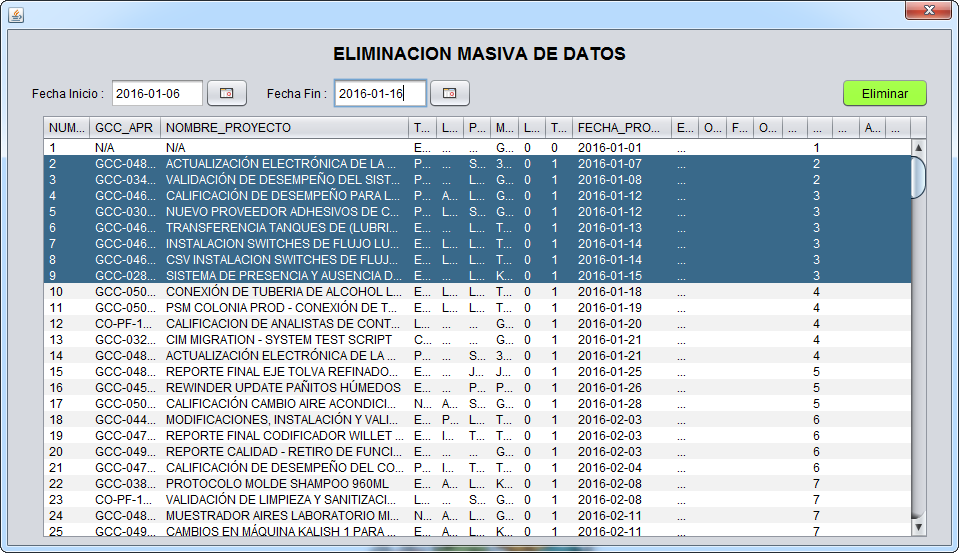 ELIMINACION MASIVA DE DATOS
Fecha Inicio : 2016-01-06 Fecha Fin : 2016-01-16 Eliminar
NUM... GCC_APR NOMBRE_PROYECTO T... L... P... M... L... T... FECHA_PRO... E... O... F... O... ... ... ... A... ...
1 N/A N/A E... ... ... G... 0 0 2016-01-01 ... 1
2 GCC-048... ACTUALIZACIÓN ELECTRÓNICA DE LA ... P... ... S... 3... 0 1 2016-01-07 ... 2
3 GCC-034... VALIDACIÓN DE DESEMPEÑO DEL SIST... P... ... L... G... 0 1 2016-01-08 ... 2
4 GCC-046... CALIFICACIÓN DE DESEMPEÑO PARA L... P... A... L... G... 0 1 2016-01-12 ... 3
5 GCC-030... NUEVO PROVEEDOR ADHESIVOS DE C... P... L... S... G... 0 1 2016-01-12 ... 3
6 GCC-046... TRANSFERENCIA TANQUES DE (LUBRI... E... ... L... T... 0 1 2016-01-13 ... 3
7 GCC-046... INSTALACION SWITCHES DE FLUJO LU... E... L... L... T... 0 1 2016-01-14 ... 3
8 GCC-046... CSV INSTALACION SWITCHES DE FLUJ... E... L... L... T... 0 1 2016-01-14 ... 3
9 GCC-028... SISTEMA DE PRESENCIA Y AUSENCIA D... E... ... L... K... 0 1 2016-01-15 ... 3
10 GCC-050... CONEXIÓN DE TUBERIA DE ALCOHOL L... E... L... L... T... 0 1 2016-01-18 ... 4
11 GCC-050... PSM COLONIA PROD - CONEXIÓN DE T... E... L... L... T... 0 1 2016-01-19 ... 4
12 CO-PF-1... CALIFICACION DE ANALISTAS DE CONT... L... ... ... G... 0 1 2016-01-20 ... 4
13 GCC-032... CIM MIGRATION - SYSTEM TEST SCRIPT C... ... ... G... 0 1 2016-01-21 ... 4
14 GCC-048... ACTUALIZACIÓN ELECTRÓNICA DE LA ... P... ... S... 3... 0 1 2016-01-21 ... 4
15 GCC-048... REPORTE FINAL EJE TOLVA REFINADO... E... ... J... J... 0 1 2016-01-25 ... 5
16 GCC-045... REWINDER UPDATE PAÑITOS HÚMEDOS E... ... P... P... 0 1 2016-01-26 ... 5
17 GCC-050... CALIFICACIÓN CAMBIO AIRE ACONDICI... N... A... S... G... 0 1 2016-01-28 ... 5
18 GCC-044... MODIFICACIONES, INSTALACIÓN Y VALI... E... P... L... T... 0 1 2016-02-03 ... 6
19 GCC-047... REPORTE FINAL CODIFICADOR WILLET ... E... I... T... T... 0 1 2016-02-03 ... 6
20 GCC-049... REPORTE CALIDAD - RETIRO DE FUNCI... E... ... ... G... 0 1 2016-02-03 ... 6
21 GCC-047... CALIFICACIÓN DE DESEMPEÑO DEL CO... P... I... T... T... 0 1 2016-02-04 ... 6
22 GCC-038... PROTOCOLO MOLDE SHAMPOO 960ML E... A... L... K... 0 1 2016-02-08 ... 7
23 CO-PF-1... VALIDACIÓN DE LIMPIEZA Y SANITIZACI... L... ... S... G... 0 1 2016-02-08 ... 7
24 GCC-048... MUESTRADOR AIRES LABORATORIO MI... N... A... L... G... 0 1 2016-02-11 ... 7
25 GCC-049... CAMBIOS EN MÁQUINA KALISH 1 PARA ... E... A... L... K... 0 1 2016-02-11 ... 7